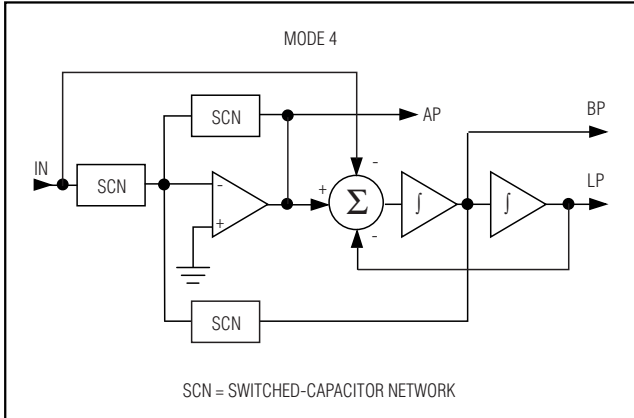 MODE 4
SCN
AP
BP
IN
SCN
-
-
+
+
Σ
∫
∫
LP
-
SCN
SCN = SWITCHED-CAPACITOR NETWORK